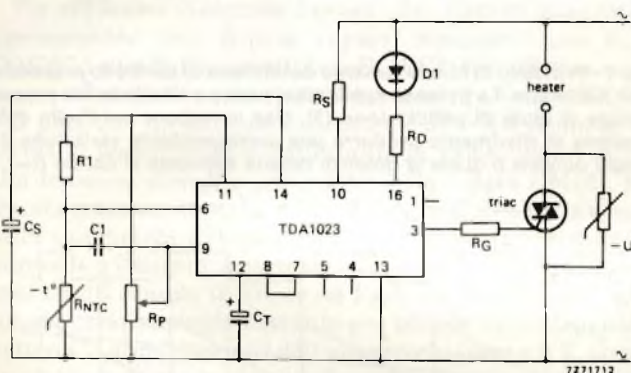 ~
D1
heater
RS
RD
R1
11
14
10
16
1
6
triac
CS
+
C1
9
TDA1023
3
RG
-U
12
8
7
5
4
13
-t°
RNTC
RP
+
CT
~
7Z71712